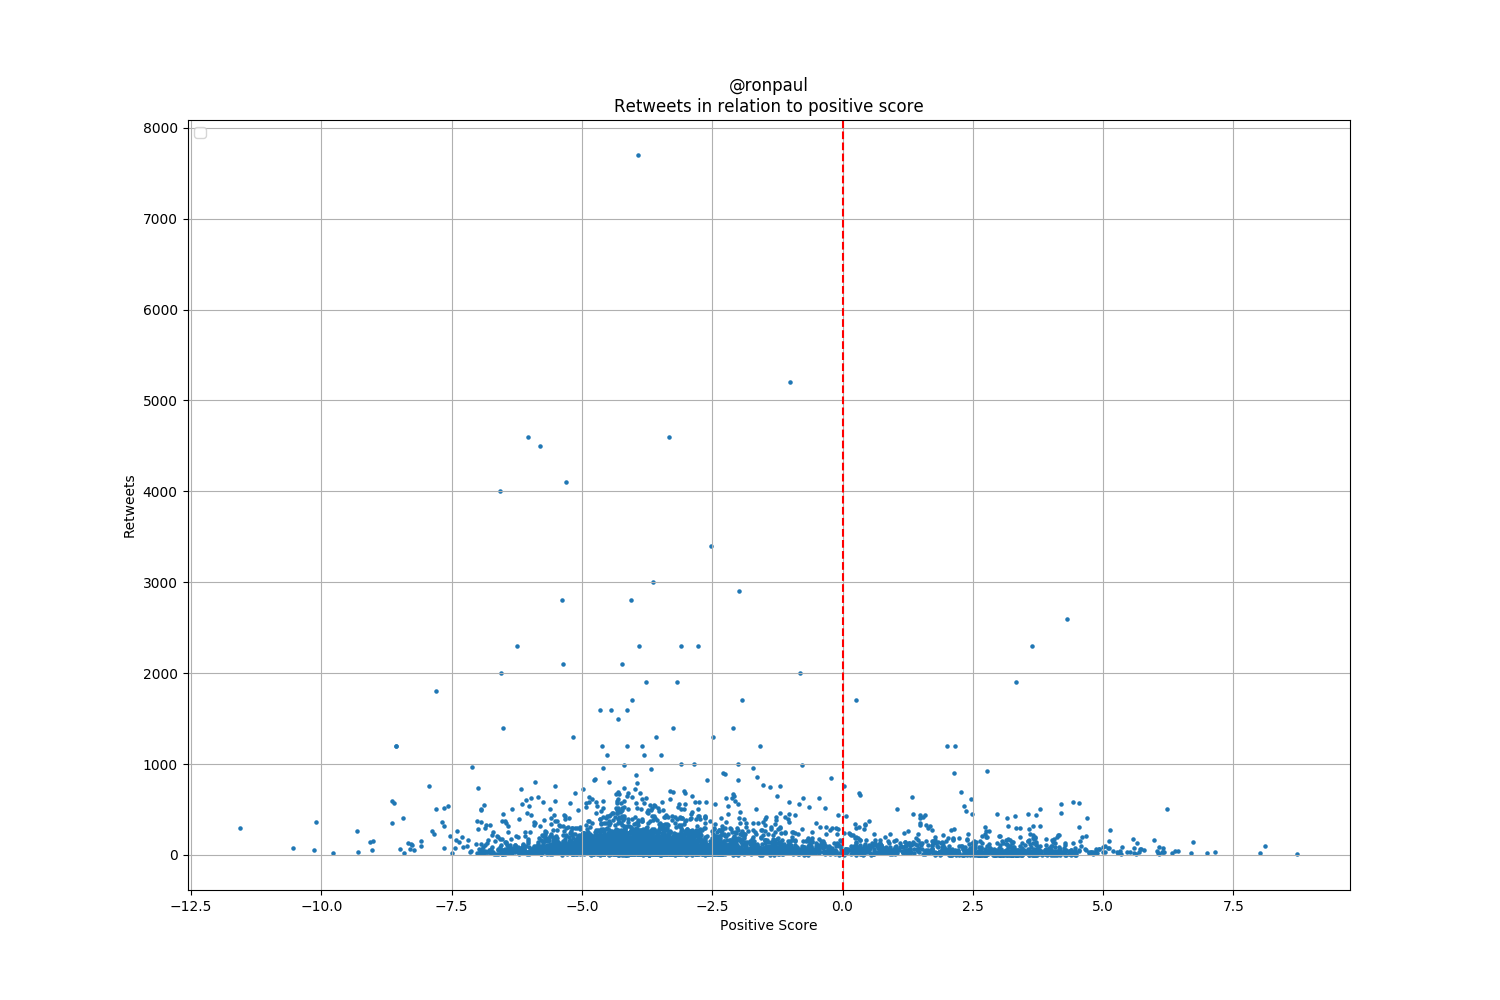 @ronpaul
Retweets in relation to positive score
8000
7000
6000
5000
4000
3000
2000
1000
0
Retweets
−12.5 −10.0 −7.5 −5.0 −2.5 0.0 2.5 5.0 7.5
Positive Score